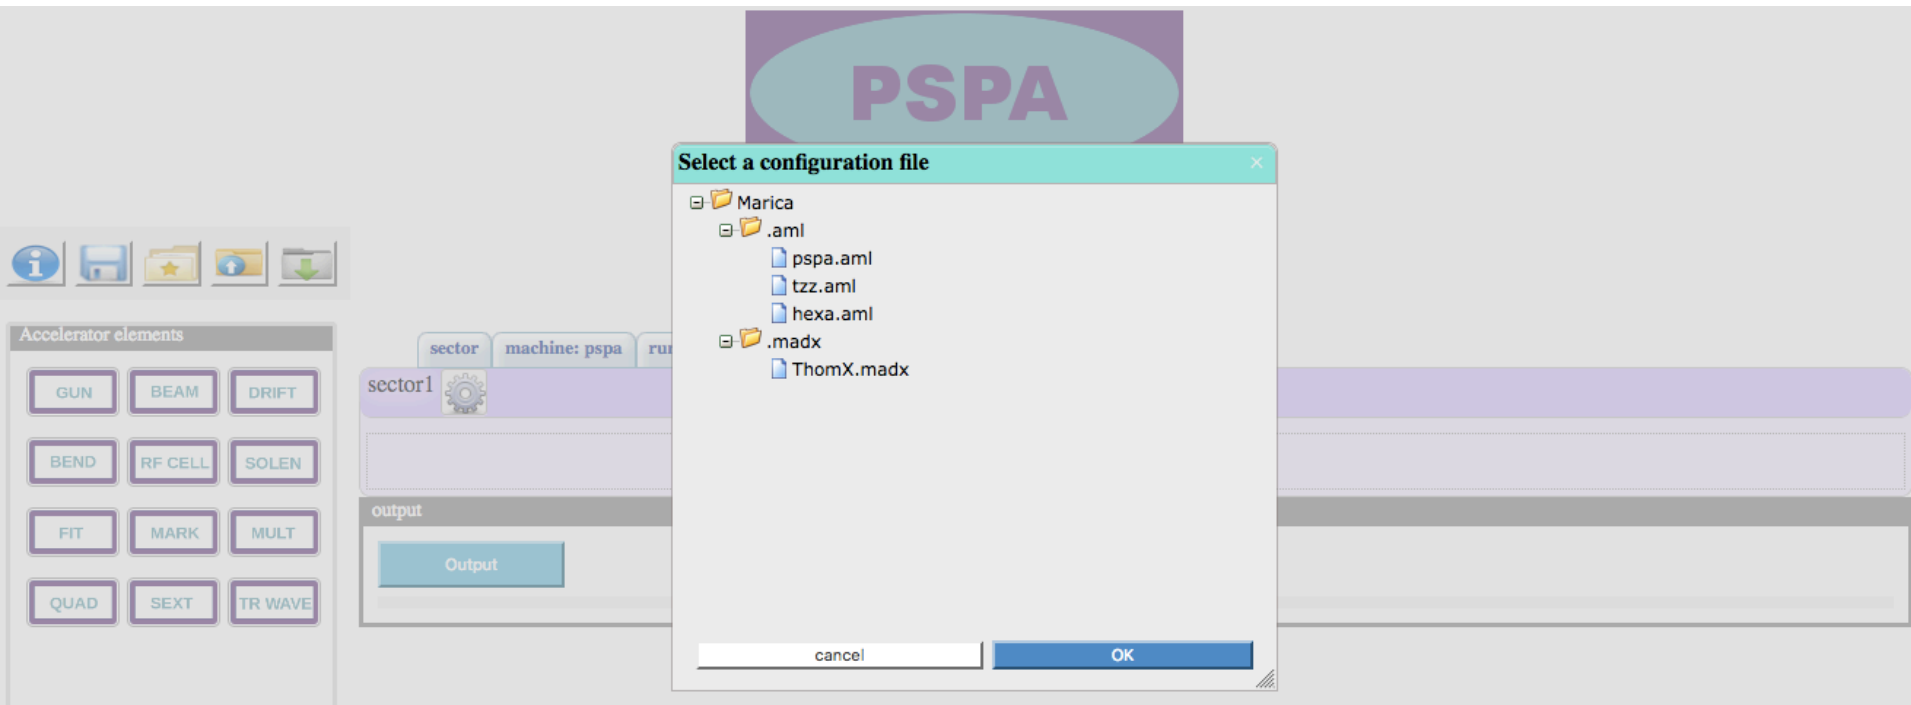 PSPA
Select a configuration file
Marica
.aml
pspa.aml
tzz.aml
hexa.aml
.madx
ThomX.madx
cancel
OK
Accelerator elements
GUN BEAM DRIFT
BEND RF CELL SOLEN
FIT MARK MULT
QUAD SEXT TR WAVE
sector machine: pspa
sector1
output
Output